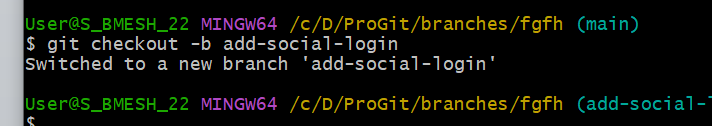 User@S_BMESH_22 MINGW64 /c/D/ProGit/branches/fgfh (main)
$ git checkout -b add-social-login
Switched to a new branch 'add-social-login'
User@S_BMESH_22 MINGW64 /c/D/ProGit/branches/fgfh (add-social-l
$